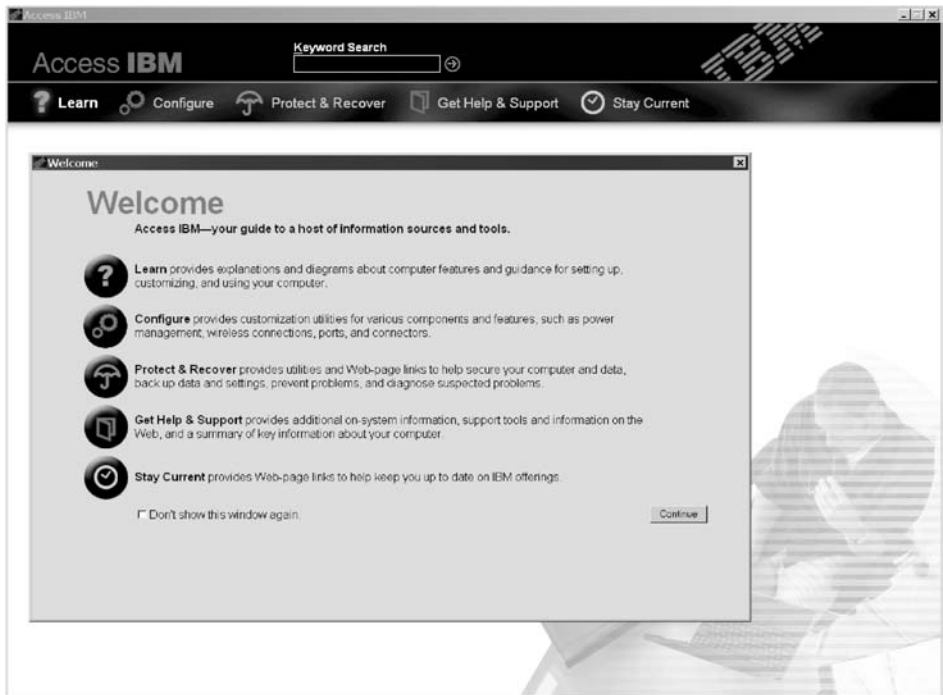 Access IBM
Keyword Search
Access IBM
IBM
Learn Configure Protect & Recover Get Help & Support Stay Current
Welcome
Welcome
Access IBM—your guide to a host of information sources and tools.
Learn provides explanations and diagrams about computer features and guidance for setting up,
customizing, and using your computer.
Configure provides customization utilities for various components and features, such as power
management, wireless connections, ports, and connectors.
Protect & Recover provides utilities and Web-page links to help secure your computer and data,
back up data and settings, prevent problems, and diagnose suspected problems.
Get Help & Support provides additional on-system information, support tools and information on the
Web, and a summary of key information about your computer.
Stay Current provides Web-page links to help keep you up to date on IBM offerings.
Don't show this window again.
Continue